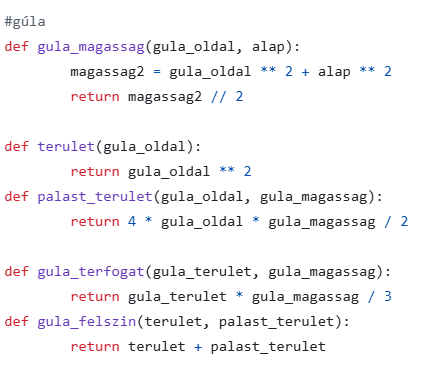 #gúla
def gula_magassag(gula_oldal, alap):
        magassag2 = gula_oldal ** 2 + alap ** 2
        return magassag2 // 2

def terulet(gula_oldal):
        return gula_oldal ** 2
def palast_terulet(gula_oldal, gula_magassag):
        return 4 * gula_oldal * gula_magassag / 2

def gula_terfogat(gula_terulet, gula_magassag):
        return gula_terulet * gula_magassag / 3
def gula_felszin(terulet, palast_terulet):
        return terulet + palast_terulet